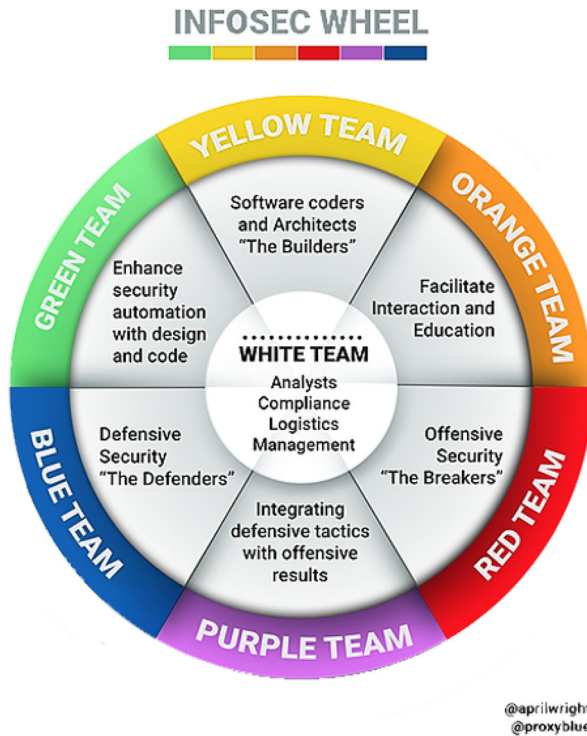 INFOSEC WHEEL
YELLOW TEAM
Software coders
and Architects
"The Builders"
ORANGE TEAM
Facilitate
Interaction and
Education
RED TEAM
Offensive
Security
"The Breakers"
PURPLE TEAM
Integrating
defensive tactics
with offensive
results
BLUE TEAM
Defensive
Security
"The Defenders"
GREEN TEAM
Enhance
security
automation
with design
and code
WHITE TEAM
Analysts
Compliance
Logistics
Management
@aprilwright
@proxyblue